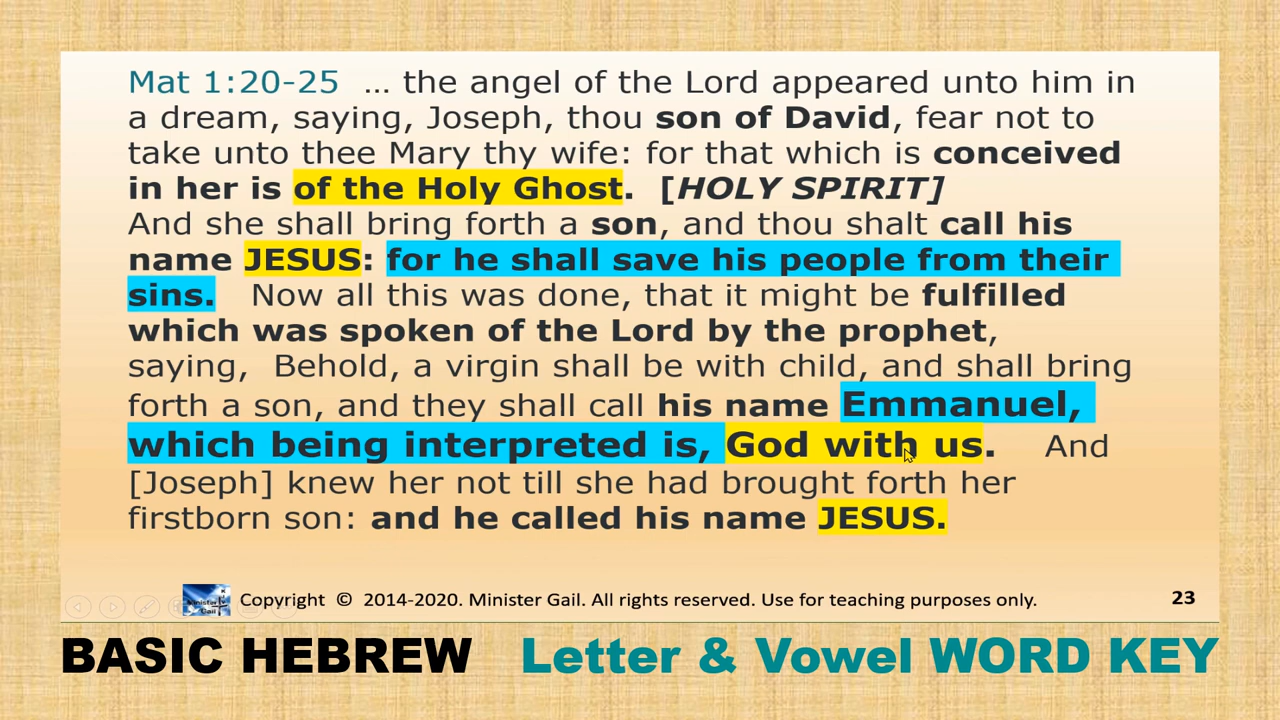 Mat 1:20-25 ... the angel of the Lord appeared unto him in
a dream, saying, Joseph, thou son of David, fear not to
take unto thee Mary thy wife: for that which is conceived
in her is of the Holy Ghost. [HOLY SPIRIT]
And she shall bring forth a son, and thou shalt call his
name JESUS: for he shall save his people from their
sins. Now all this was done, that it might be fulfilled
which was spoken of the Lord by the prophet,
saying, Behold, a virgin shall be with child, and shall bring
forth a son, and they shall call his name Emmanuel,
which being interpreted is, God with us. And
[Joseph] knew her not till she had brought forth her
firstborn son: and he called his name JESUS.
Minister
Gail
Copyright © 2014-2020. Minister Gail. All rights reserved. Use for teaching purposes only.
23
BASIC HEBREW Letter & Vowel WORD KEY